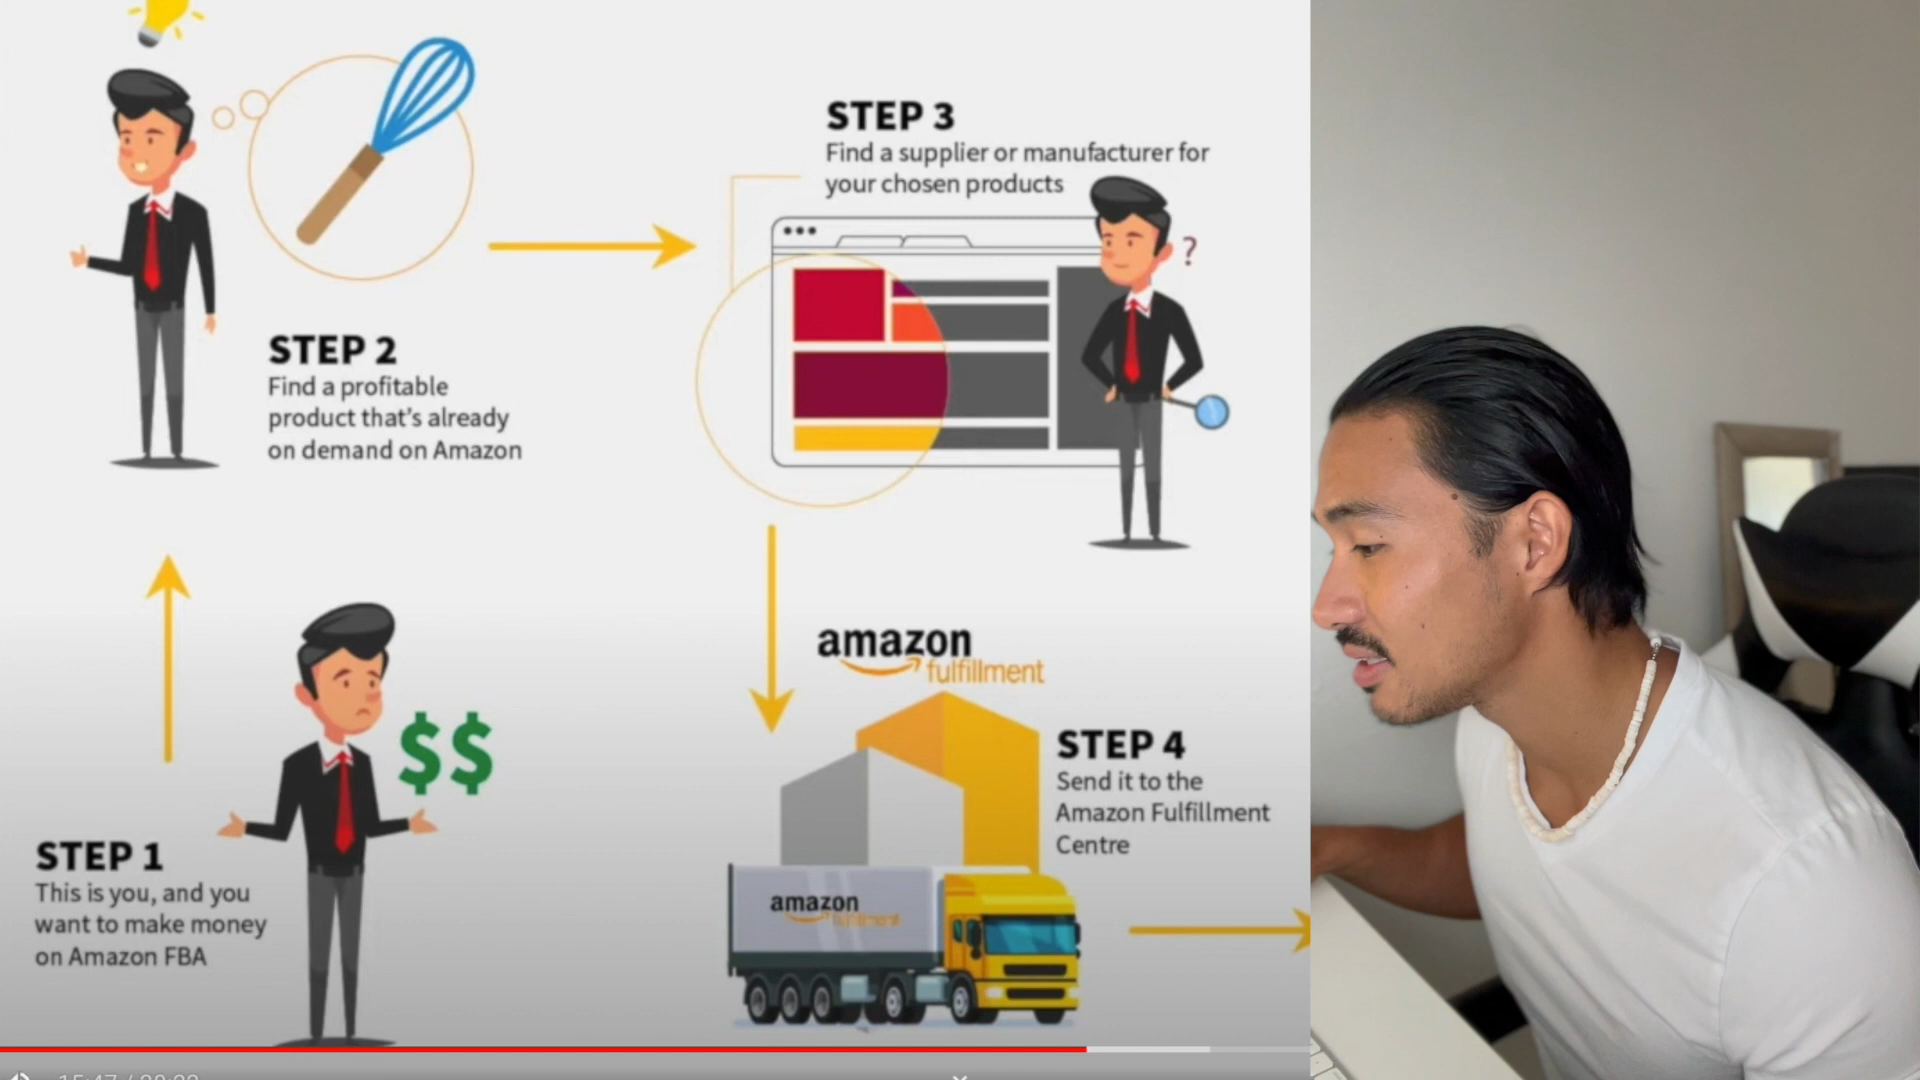 STEP 1
This is you, and you
want to make money
on Amazon FBA
$$
STEP 2
Find a profitable
product that's already
on demand on Amazon
STEP 3
Find a supplier or manufacturer for
your chosen products
?
amazon
fulfillment
STEP 4
Send it to the
Amazon Fulfillment
Centre
amazon
fulfillment